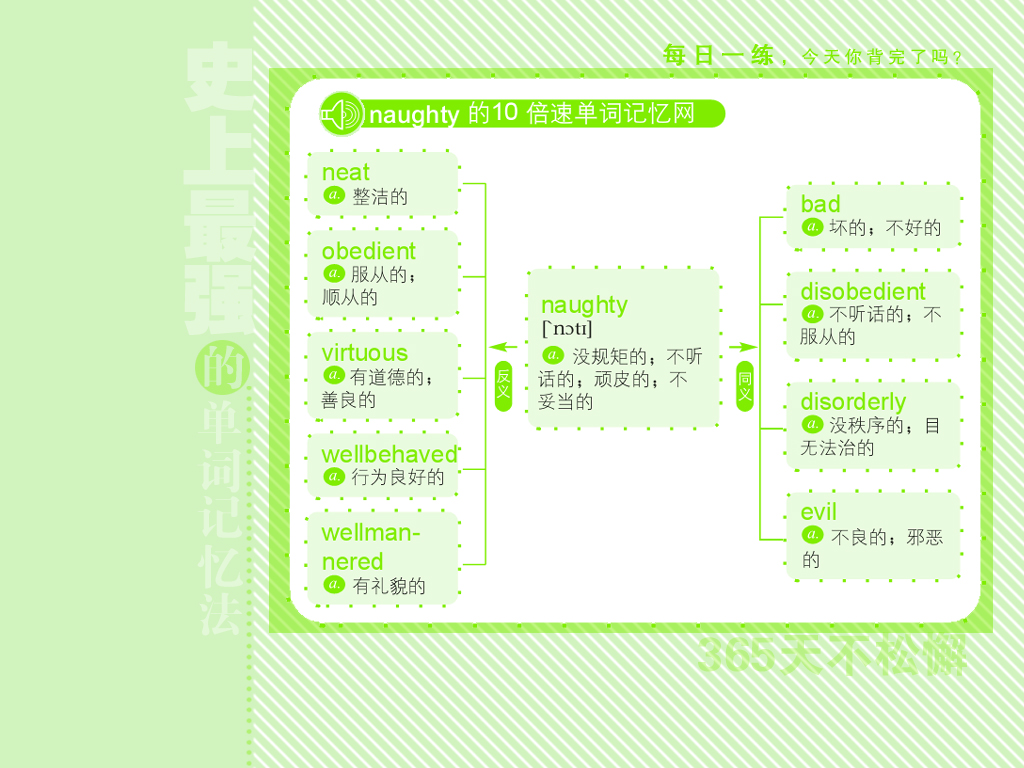 每日一练，今天你背完了吗？
史上最强的单词记忆法
naughty 的10 倍速单词记忆网
neat
a. 整洁的
obedient
a. 服从的；
顺从的
virtuous
a. 有道德的；
善良的
wellbehaved
a. 行为良好的
wellman-
nered
a. 有礼貌的
反义
naughty
[ˋnɔtɪ]
a. 没规矩的；不听
话的；顽皮的；不
妥当的
同义
bad
a. 坏的；不好的
disobedient
a. 不听话的；不
服从的
disorderly
a. 没秩序的；目
无法治的
evil
a. 不良的；邪恶
的
365天不松懈